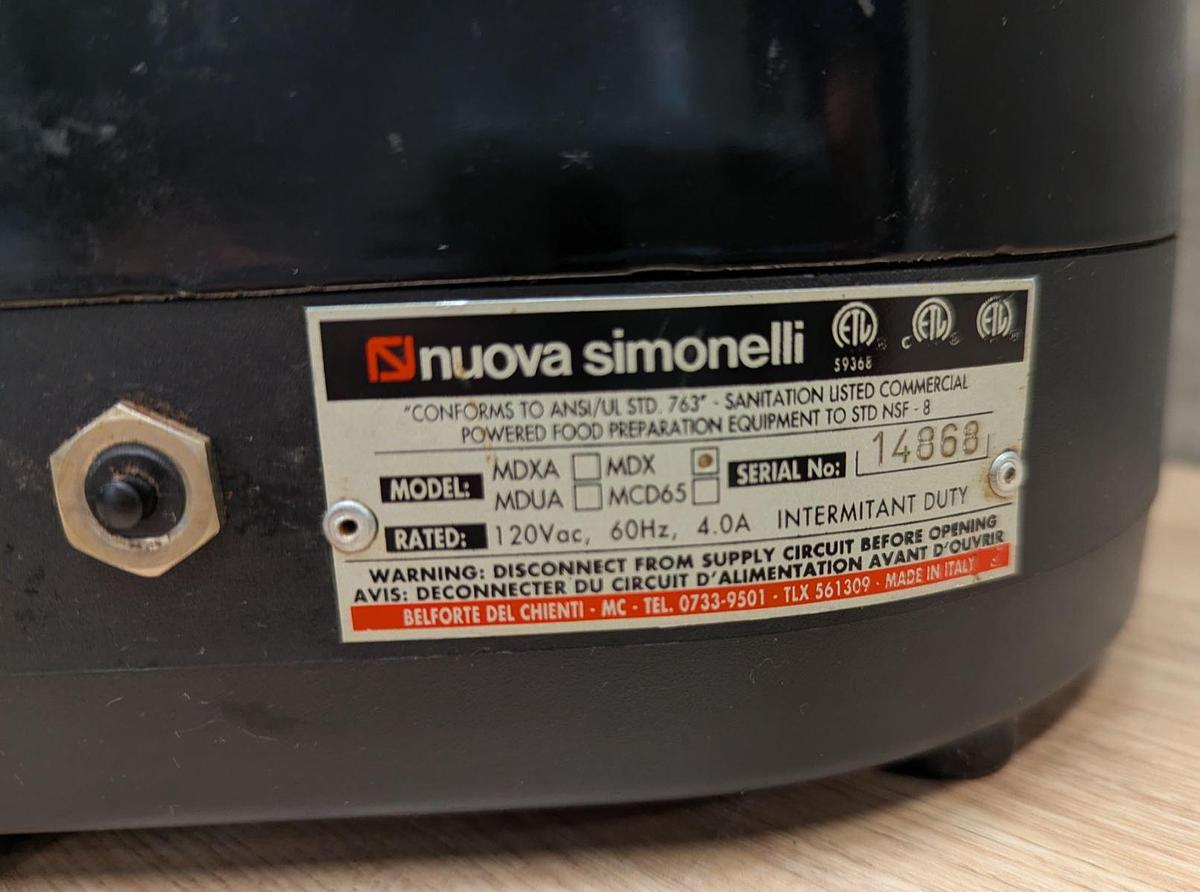 nuova simonelli
59368
"CONFORMS TO ANSI/UL STD. 763" - SANITATION LISTED COMMERCIAL
POWERED FOOD PREPARATION EQUIPMENT TO STD NSF - 8
MODEL: MDXA MDX SERIAL No: 14868
MDUA MCD65
RATED: 120Vac, 60Hz, 4.0A INTERMITANT DUTY
WARNING: DISCONNECT FROM SUPPLY CIRCUIT BEFORE OPENING
AVIS: DECONNECTER DU CIRCUIT D'ALIMENTATION AVANT D'OUVRIR
BELFORTE DEL CHIENTI - MC - TEL. 0733-9501 - TLX 561309 - MADE IN ITALY
ETL C ETL ETL